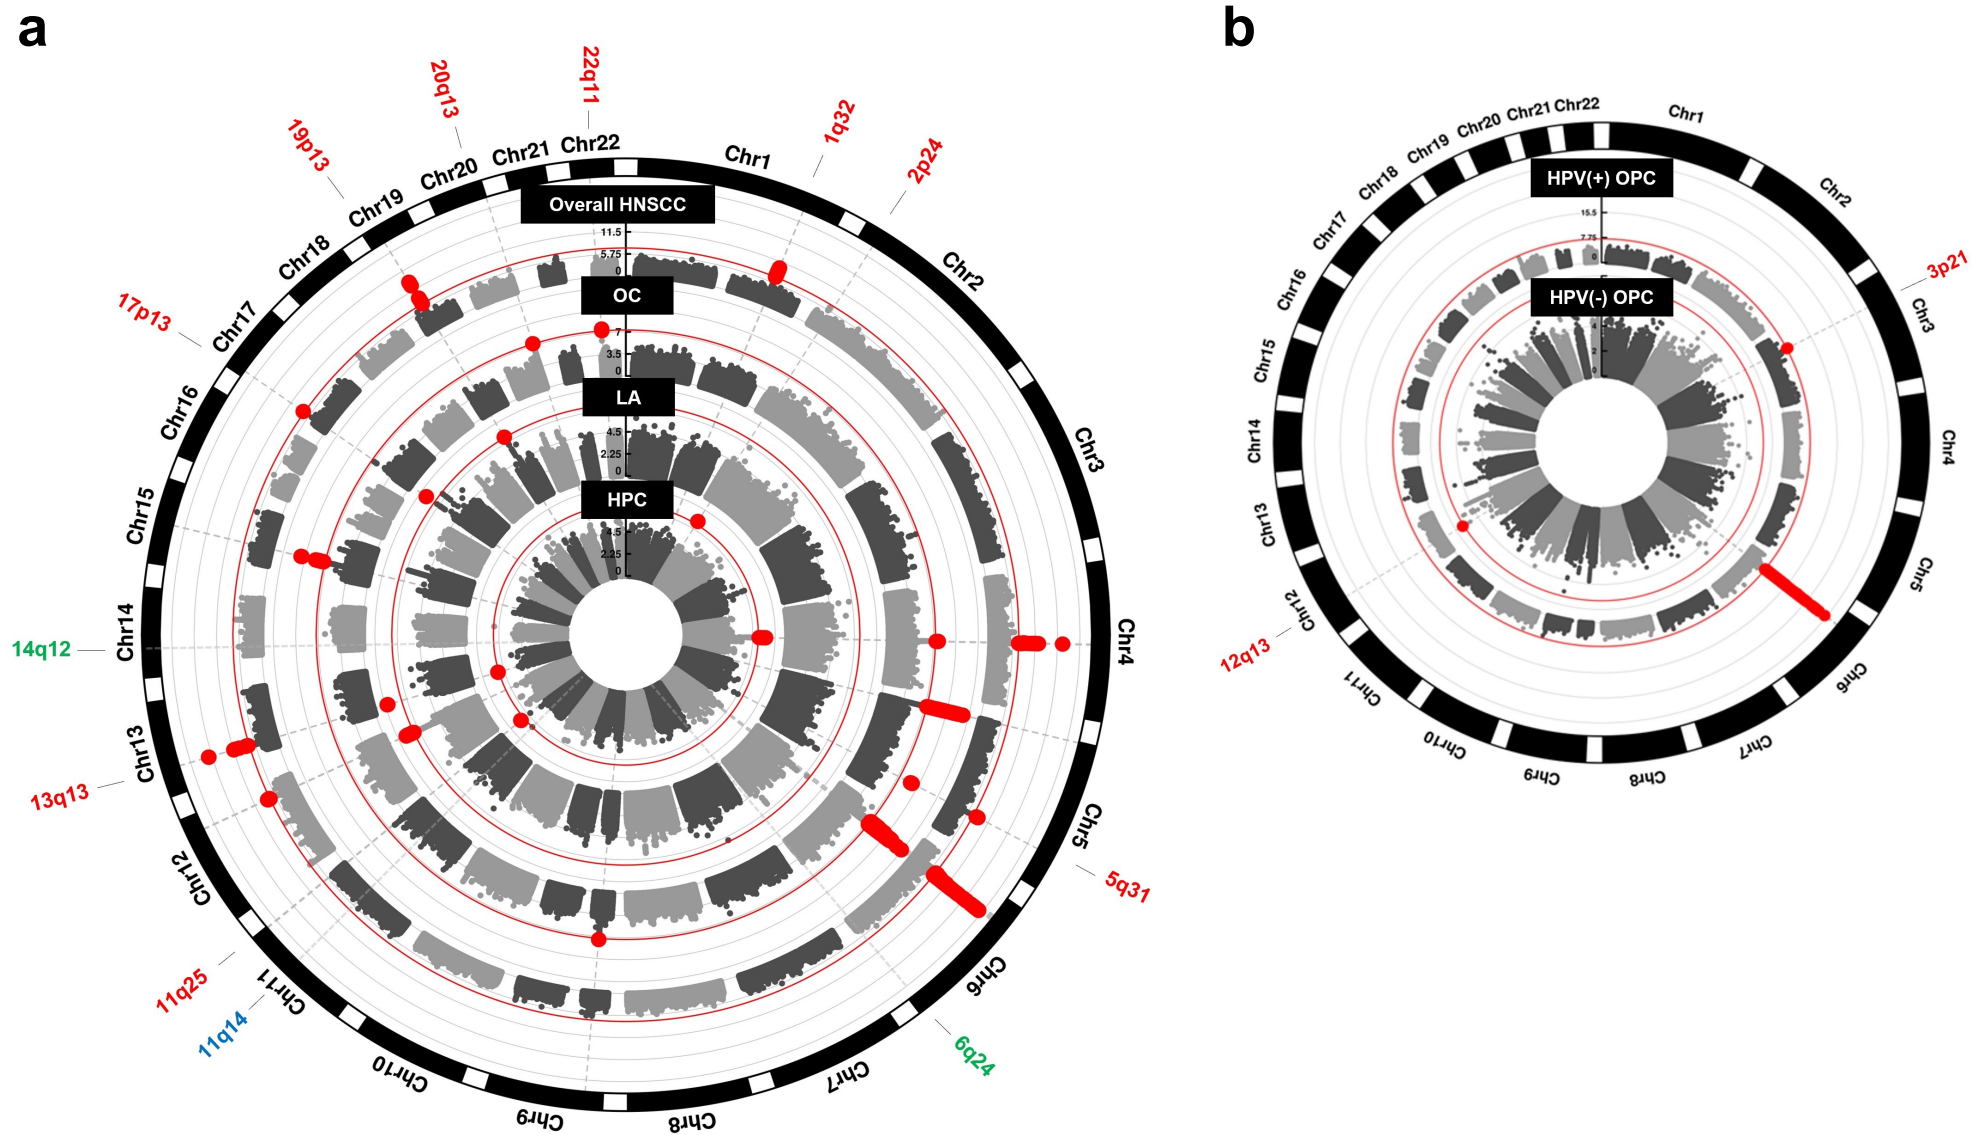 a
22q11
20q13
19p13
17p13
14q12
13q13
11q25
11q14
6q24
5q31
2p24
1q32
Chr1
Chr2
Chr3
Chr4
Chr5
Chr6
Chr7
Chr8
Chr9
Chr10
Chr11
Chr12
Chr13
Chr14
Chr15
Chr16
Chr17
Chr18
Chr19
Chr20
Chr21
Chr22
Overall HNSCC
11.5
5.75
0
OC
7
3.5
0
LA
4.5
2.25
0
HPC
4.5
2.25
0
b
Chr1
Chr2
3p21
Chr3
Chr4
Chr5
Chr6
Chr7
Chr8
Chr9
Chr10
Chr11
Chr12
12q13
Chr13
Chr14
Chr15
Chr16
Chr17
Chr18
Chr19
Chr20
Chr21
Chr22
HPV(+) OPC
15.5
7.75
0
HPV(-) OPC
4
2
0